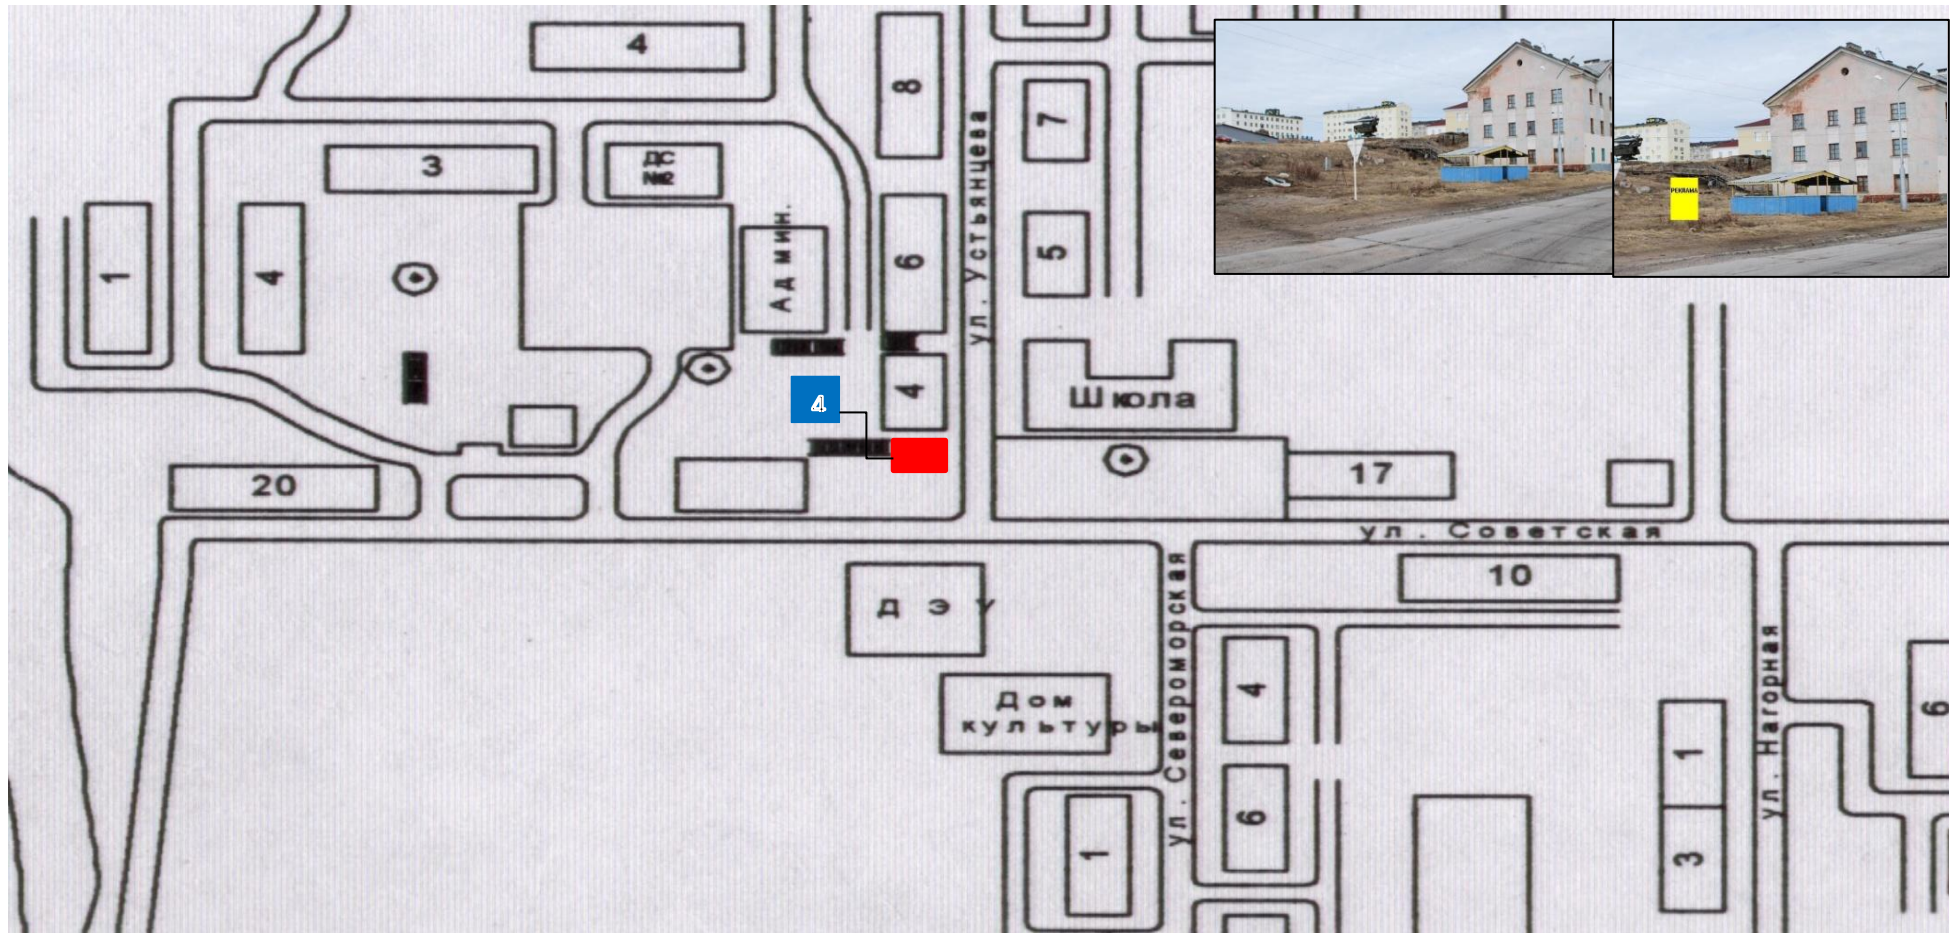 4
8
РЕКЛАМА
7
3
ДС
№2
1
4
Админ.
6
ул. Устьянцева
5
4
4
Школа
20
17
ул. Советская
10
ДЭУ
Дом
культуры
ул. Североморская
4
6
1
1
3
ул. Нагорная
6